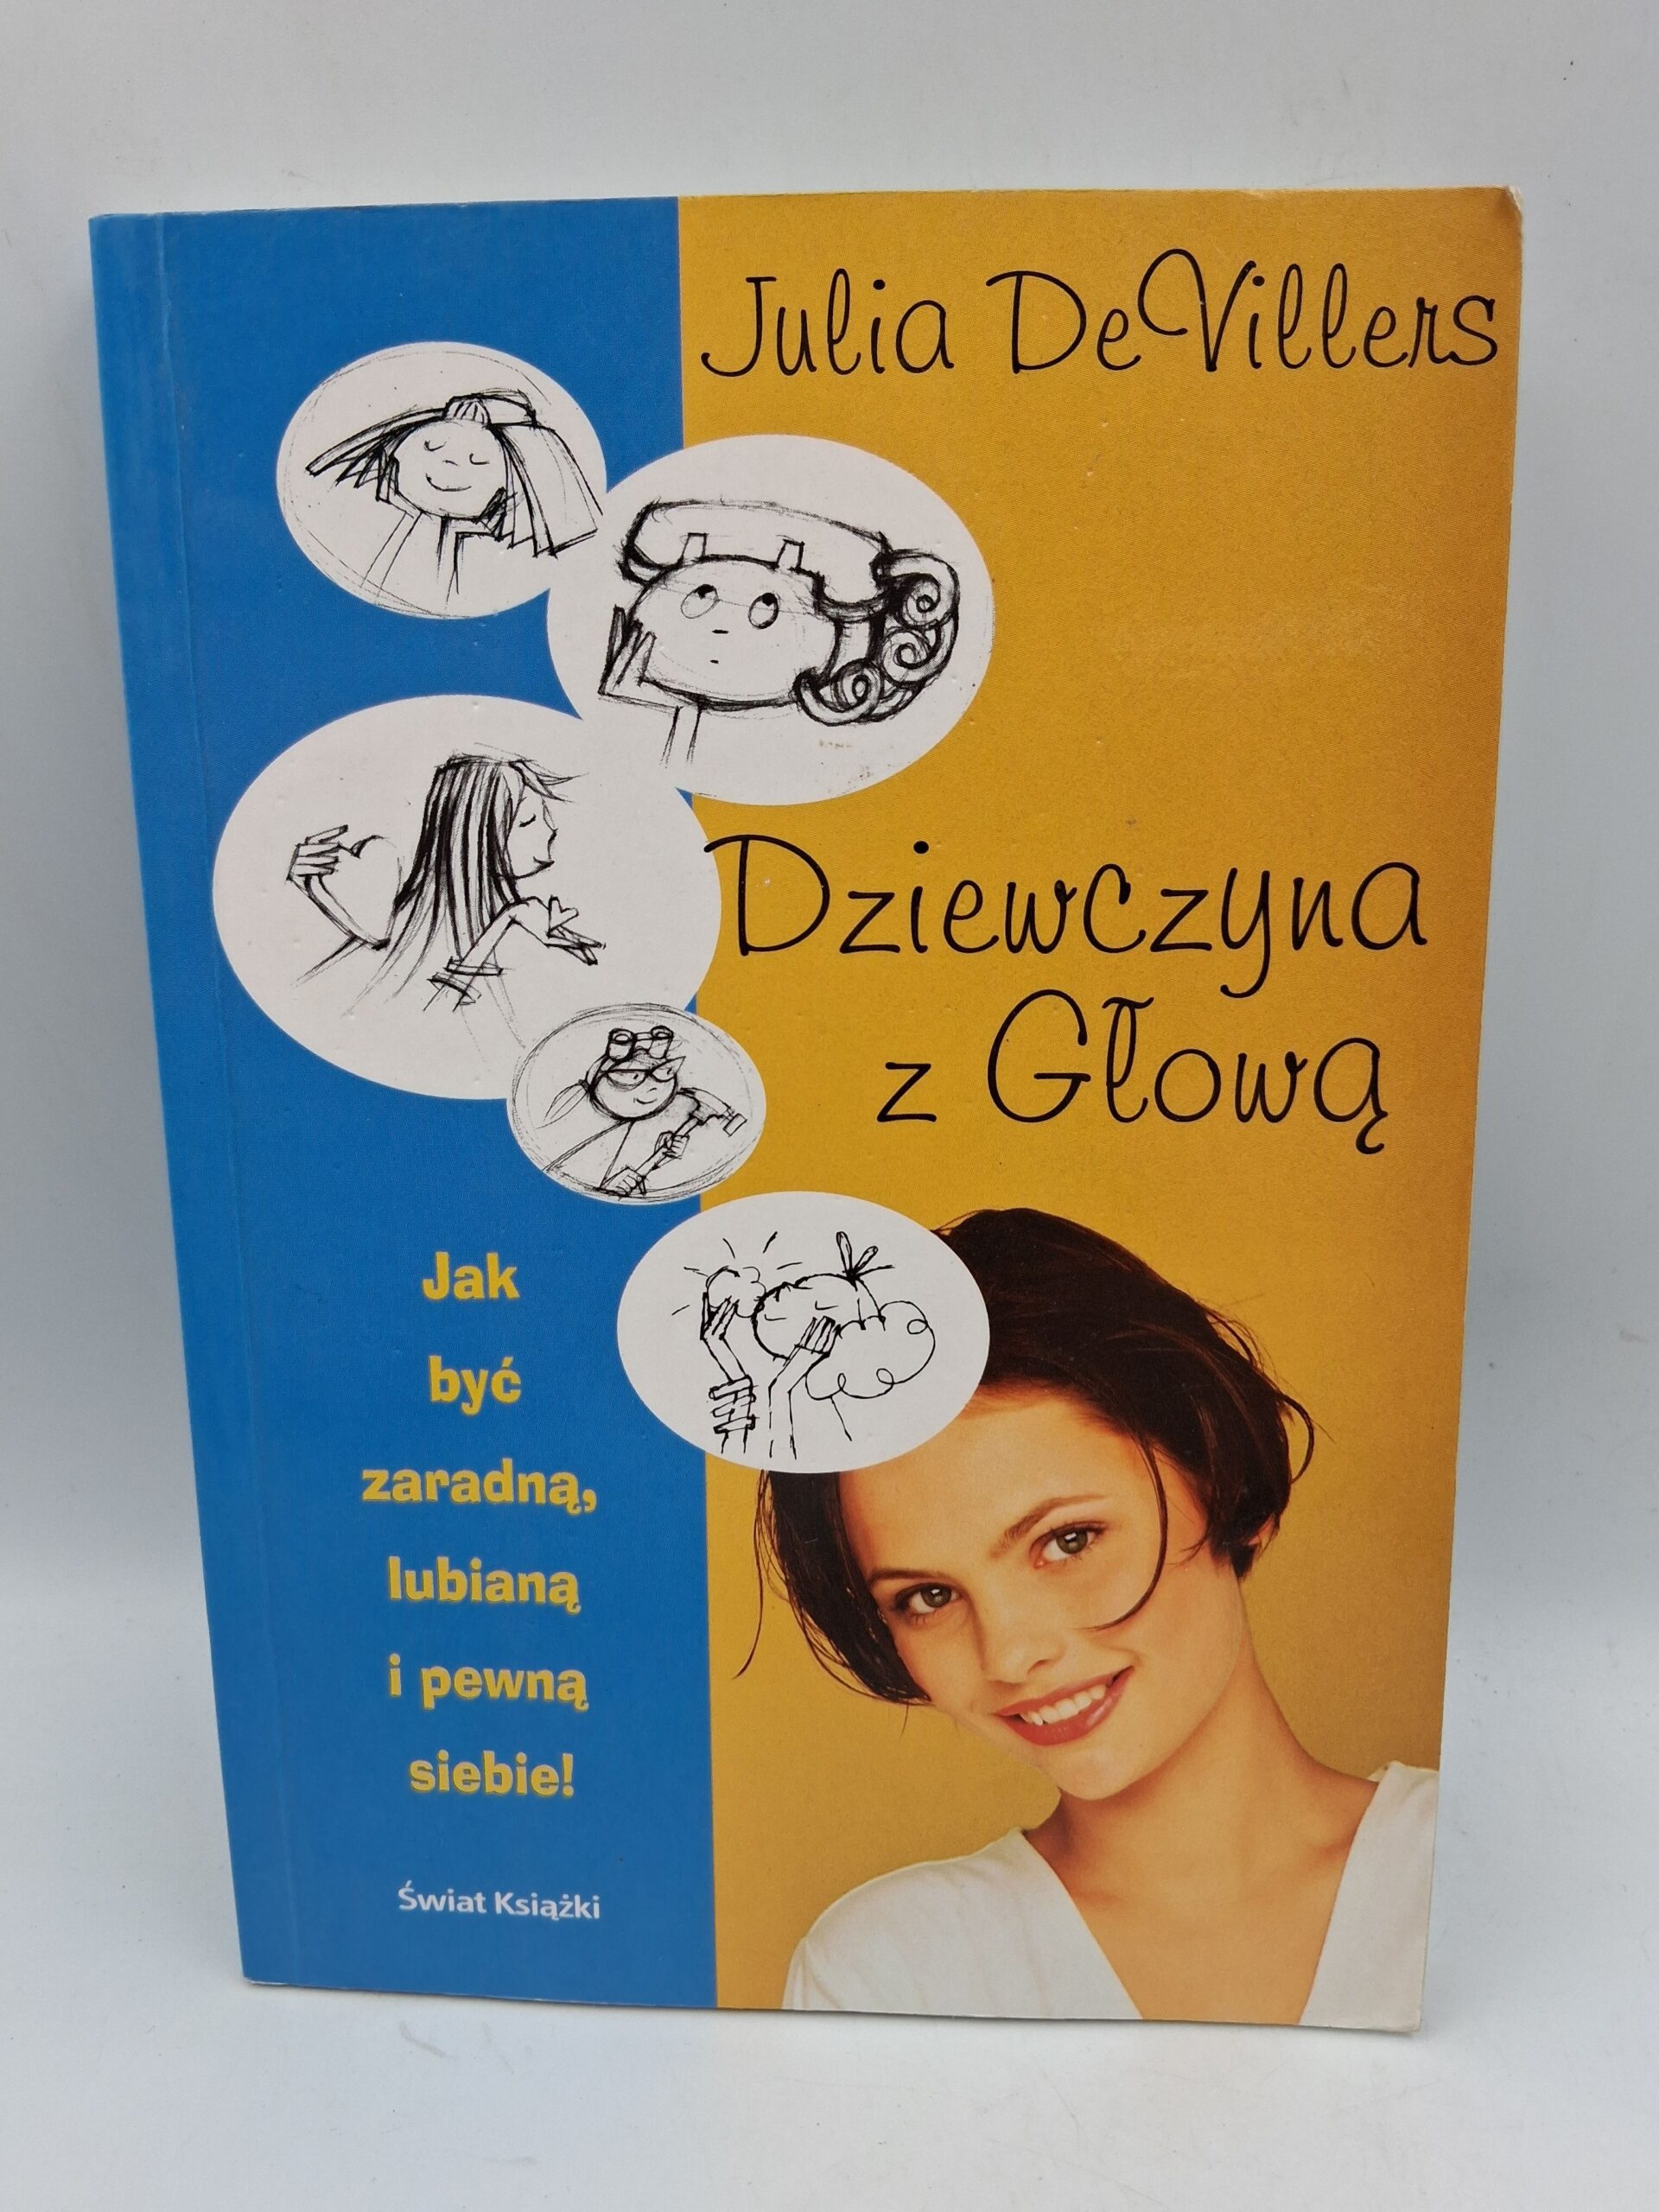 Julia DeVillers
Dziewczyna
z Głową
Jak
być
zaradną,
lubianą
i pewną
siebie!
Świat Książki